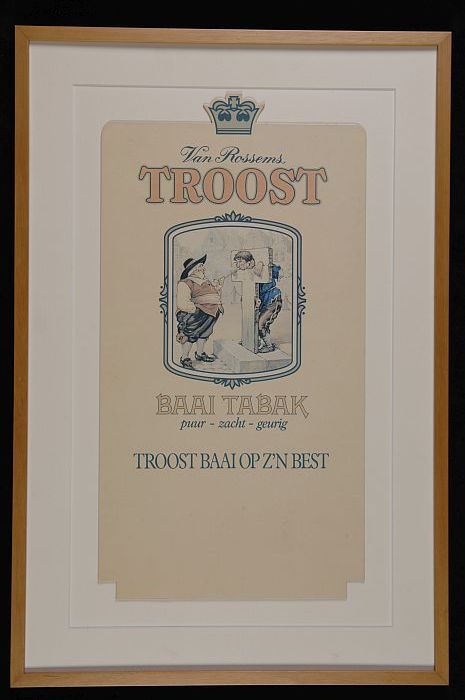 Van Rossems
TROOST
BAAI TABAK
puur - zacht - geurig
TROOST BAAI OP Z'N BEST